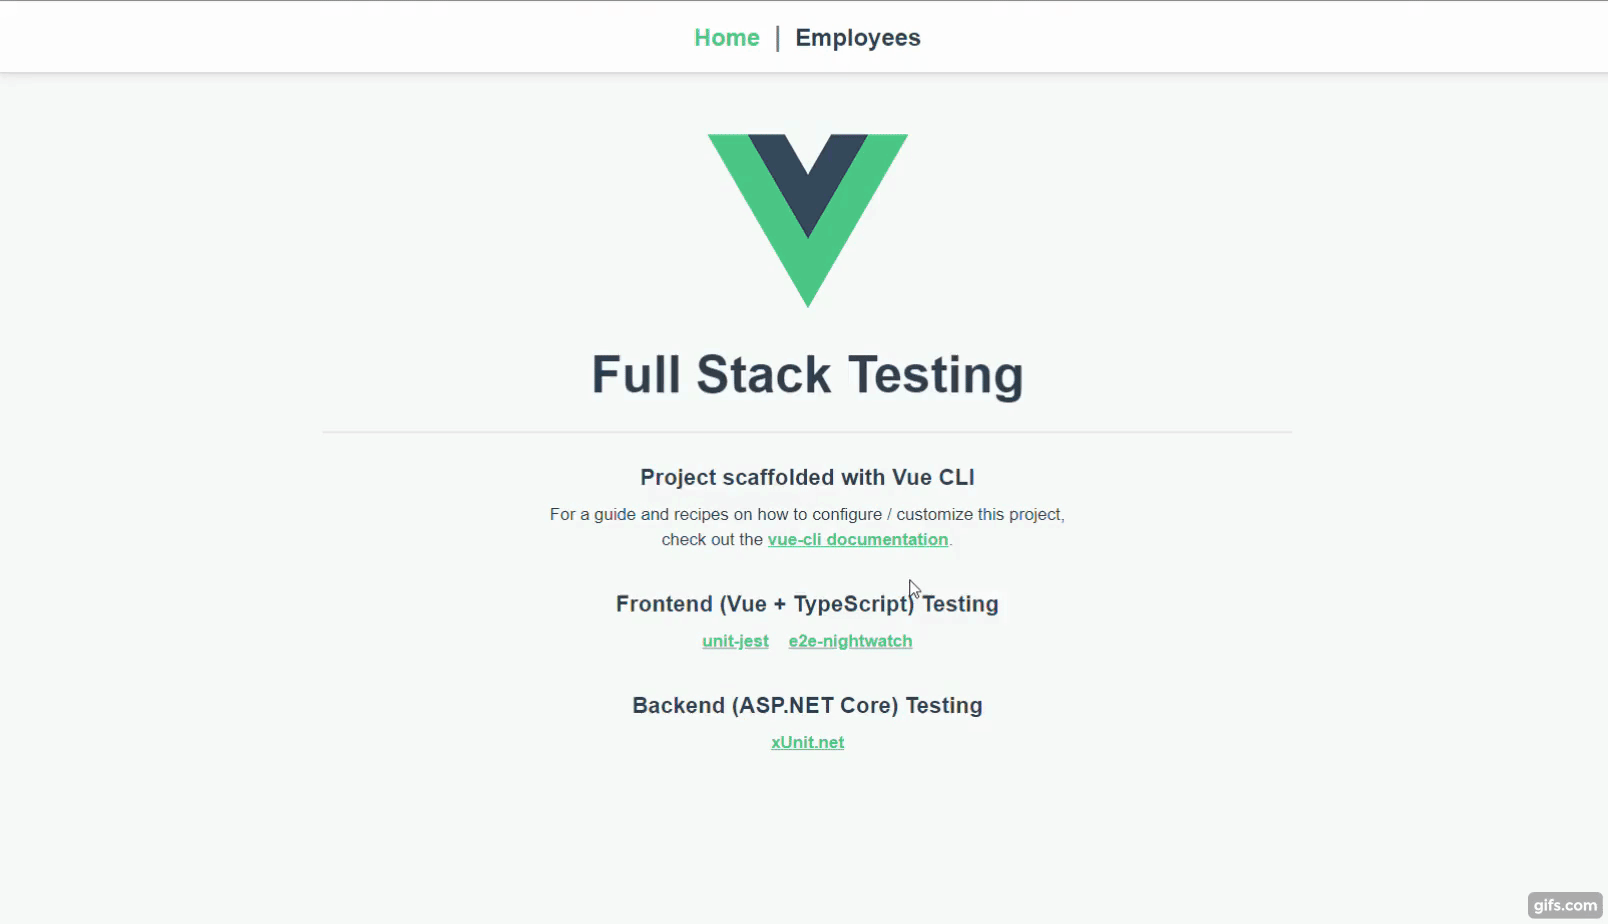 Home | Employees
Full Stack Testing
Project scaffolded with Vue CLI
For a guide and recipes on how to configure / customize this project,
check out the vue-cli documentation.
Frontend (Vue + TypeScript) Testing
unit-jest e2e-nightwatch
Backend (ASP.NET Core) Testing
xUnit.net
gifs.com